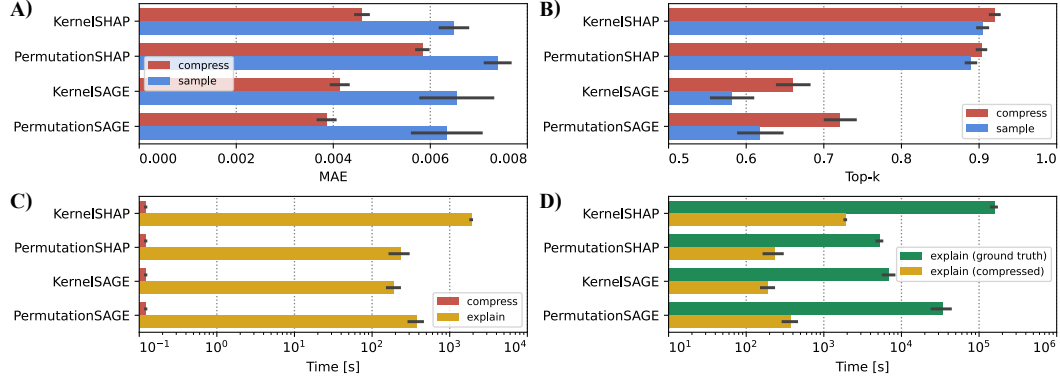 A)
KernelSHAP
PermutationSHAP
KernelSAGE
PermutationSAGE
compress
sample
0.000 0.002 0.004 0.006 0.008
MAE
B)
KernelSHAP
PermutationSHAP
KernelSAGE
PermutationSAGE
compress
sample
0.5 0.6 0.7 0.8 0.9 1.0
Top-k
C)
KernelSHAP
PermutationSHAP
KernelSAGE
PermutationSAGE
compress
explain
10⁻¹ 10⁰ 10¹ 10² 10³ 10⁴
Time [s]
D)
KernelSHAP
PermutationSHAP
KernelSAGE
PermutationSAGE
explain (ground truth)
explain (compressed)
10¹ 10² 10³ 10⁴ 10⁵ 10⁶
Time [s]